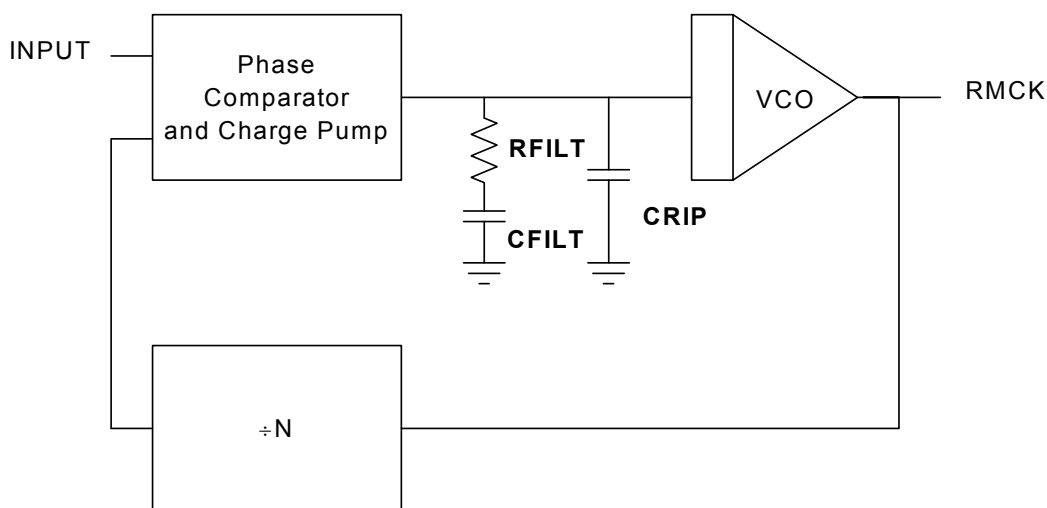 INPUT
Phase
Comparator
and Charge Pump
VCO
RMCK
RFILT
CRIP
CFILT
÷N